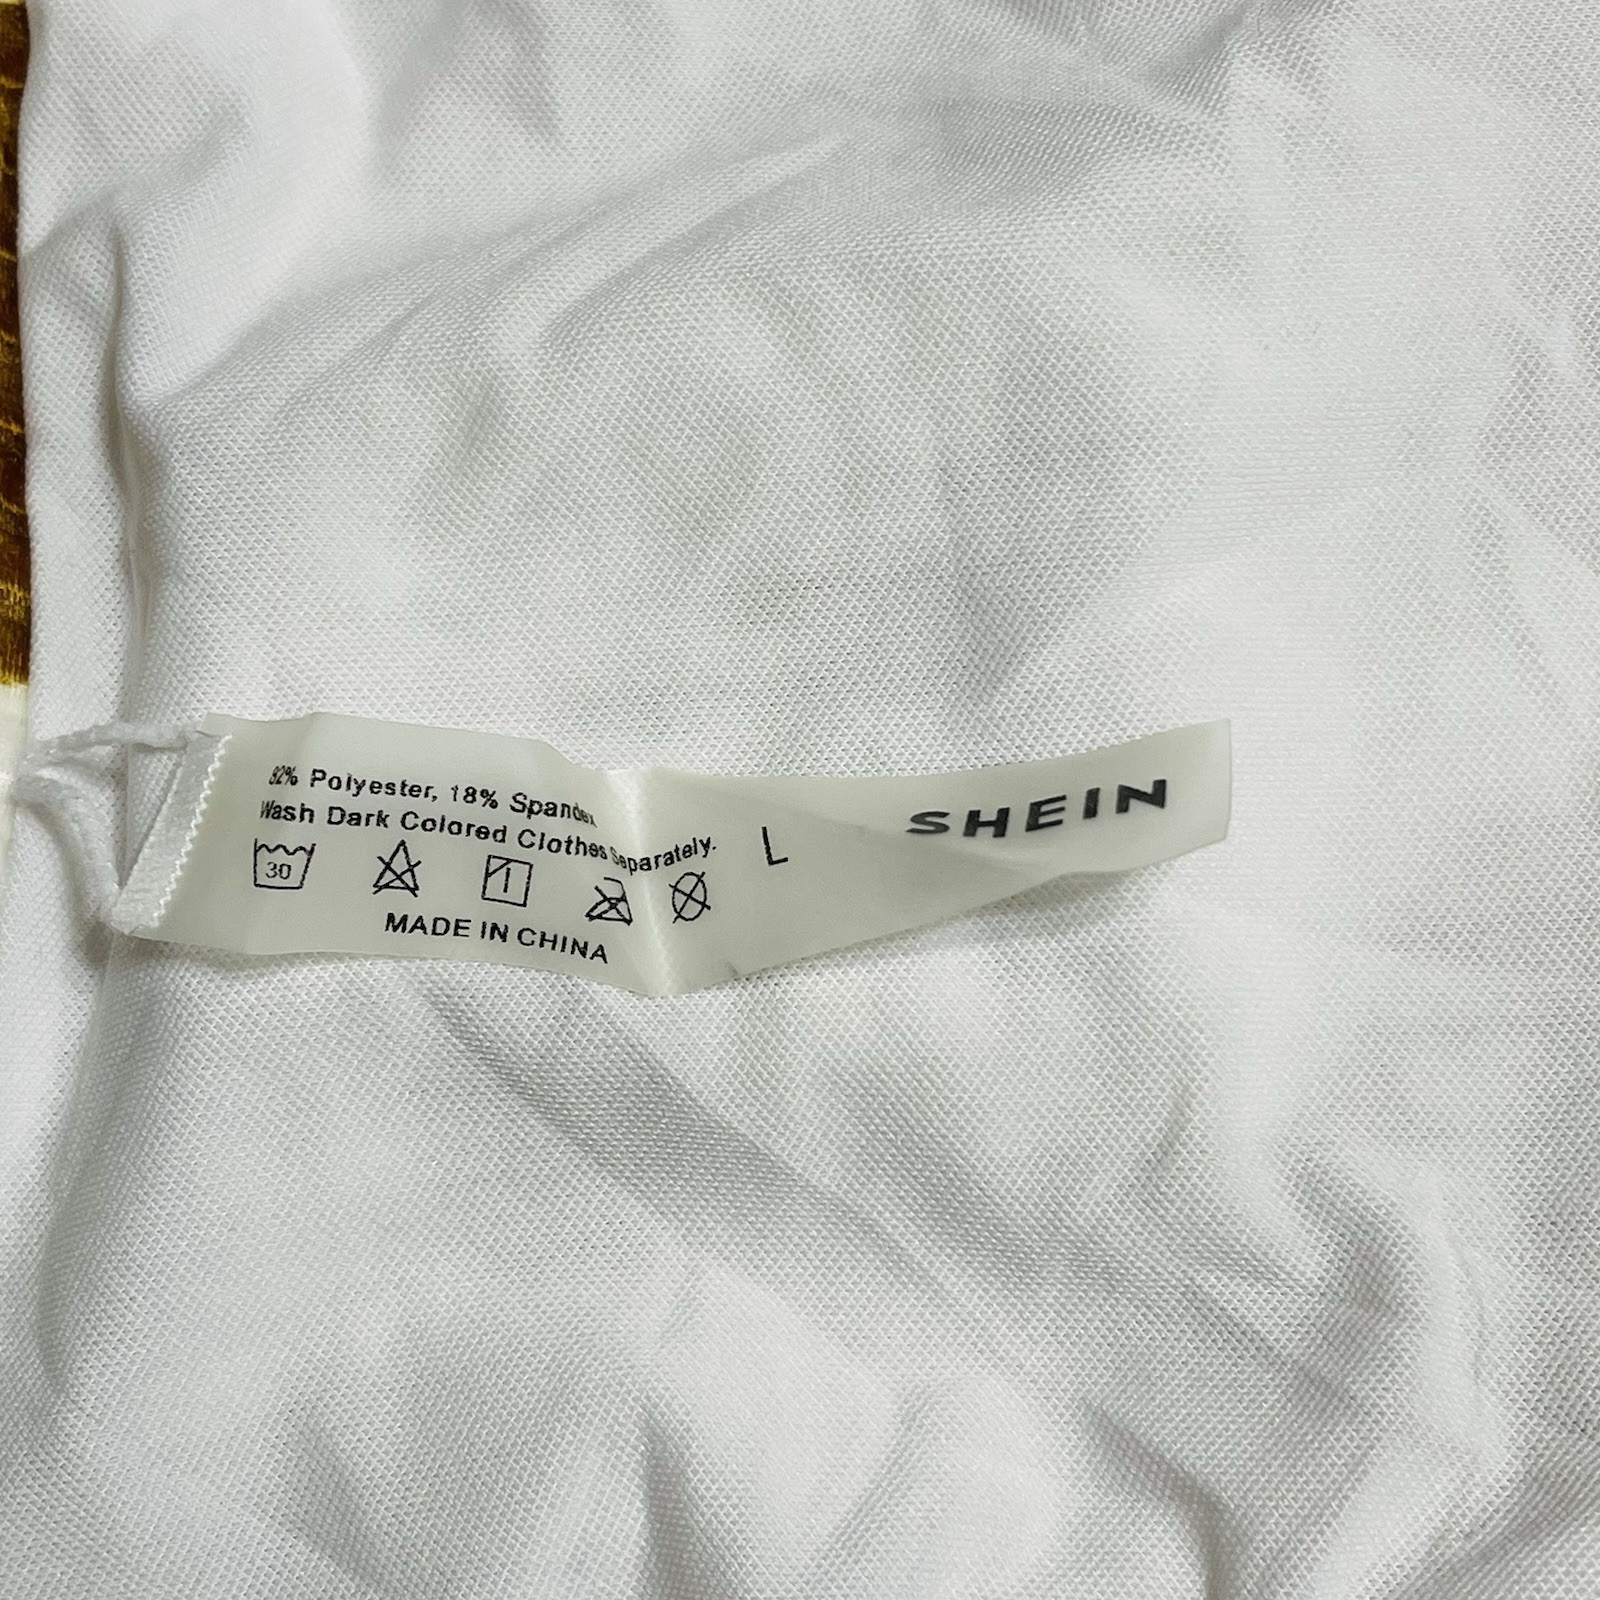 82% Polyester, 18% Spandex
Wash Dark Colored Clothes Separately.
30
MADE IN CHINA
L
SHEIN